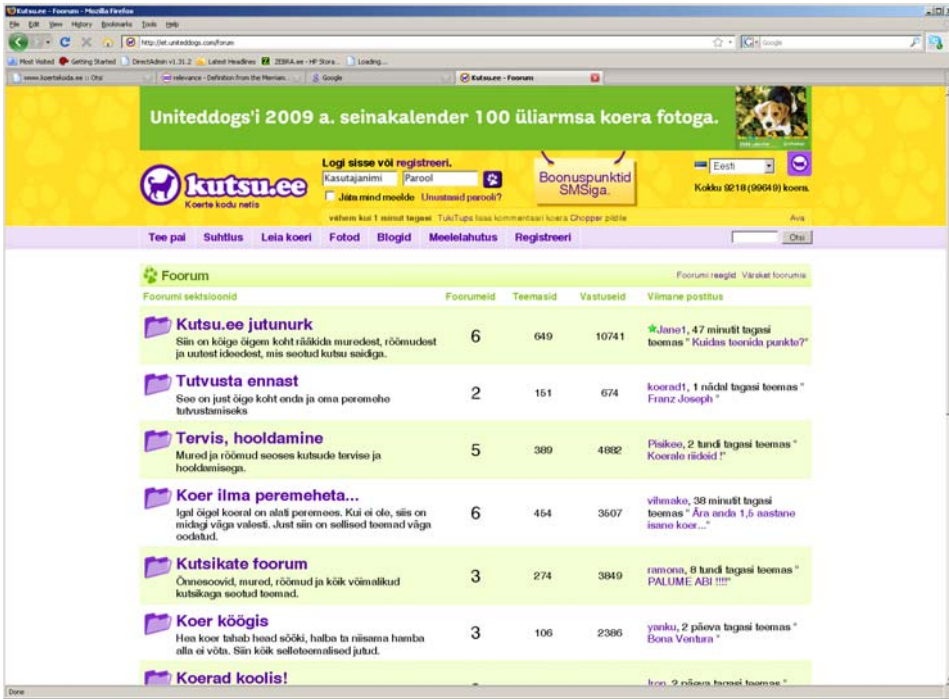 Kutsu.ee - Foorum - Mozilla Firefox
File Edit View History Bookmarks Tools Help
http://et.uniteddogs.com/forum
Google
Most Visited Getting Started DirectAdmin v1.31.2 Latest Headlines ZEBRA.ee - HP Stora... Loading...
www.koertekoda.ee :: Otsi relevance - Definition from the Merriam... Google Kutsu.ee - Foorum
Uniteddogs'i 2009 a. seinakalender 100 üliarmsa koera fotoga.
Logi sisse või registreeri.
Kasutajanimi Parool
Jäta mind meelde Unustasid parooli?
kutsu.ee
Koerte kodu netis
Boonuspunktid
SMSiga.
Eesti
Kokku 9218 (99649) koera.
vähem kui 1 minut tagasi TukiTups lisas kommentaari koera Chopper pildile
Ava
Tee pai Suhtlus Leia koeri Fotod Blogid Meelelahutus Registreeri Otsi
Foorum Foorumi reeglid Värsket foorumis
Foorumi sektsioonid Foorumeid Teemasid Vastuseid Viimane postitus
Kutsu.ee jutunurk
Siin on kõige õigem koht rääkida muredest, rõõmudest
ja uutest ideedest, mis seotud kutsu saidiga.
6 649 10741
Jane1, 47 minutit tagasi
teemas " Kuidas teenida punkte?"
Tutvusta ennast
See on just õige koht enda ja oma peremehe
tutvustamiseks
2 151 674
koerad1, 1 nädal tagasi teemas "
Franz Joseph "
Tervis, hooldamine
Mured ja rõõmud seoses kutsude tervise ja
hooldamisega.
5 389 4882
Pisikee, 2 tundi tagasi teemas "
Koerale riideid !"
Koer ilma peremeheta...
Igal õigel koeral on alati peremees. Kui ei ole, siis on
midagi väga valesti. Just siin on sellised teemad väga
oodatud.
6 454 3507
vihmake, 38 minutit tagasi
teemas " Ära anda 1,5 aastane
isane koer..."
Kutsikate foorum
Õnnesoovid, mured, rõõmud ja kõik võimalikud
kutsikaga seotud teemad.
3 274 3849
ramona, 8 tundi tagasi teemas "
PALUME ABI !!!!"
Koer köögis
Hea koer tahab head sööki, halba ta niisama hamba
alla ei võta. Siin kõik selleteemalised jutud.
3 106 2386
yanku, 2 päeva tagasi teemas "
Bona Ventura "
Koerad koolis!
2 päeva tagasi teemas "
Done